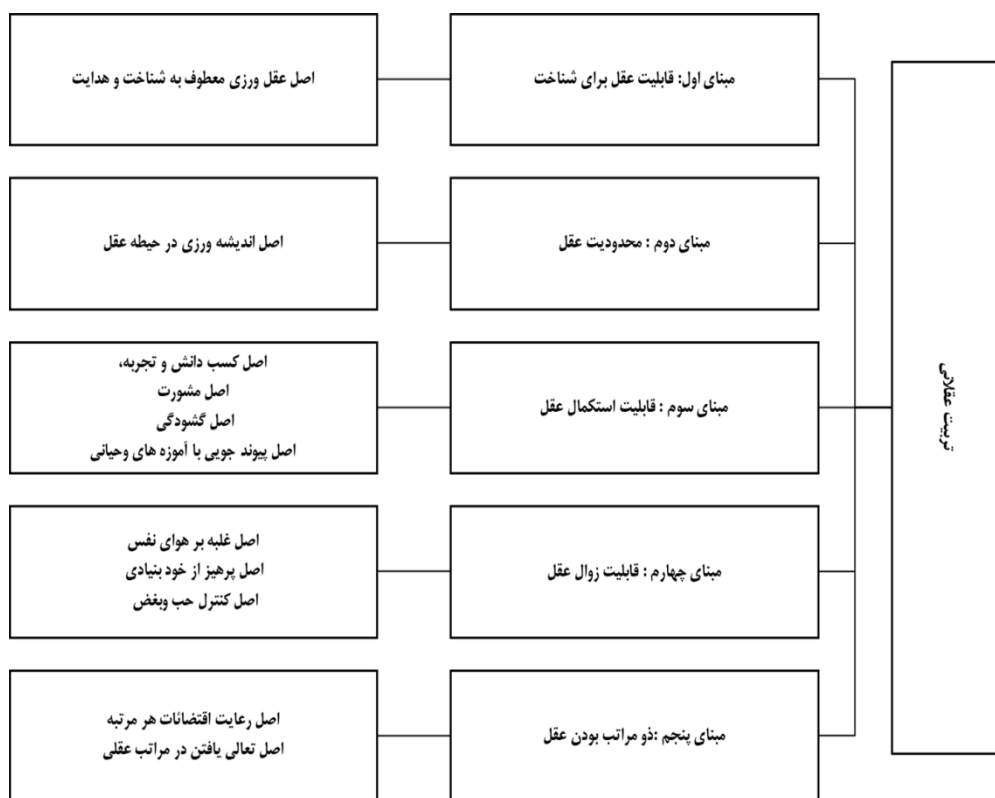 تربیت عقلانی
مبنای اول: قابلیت عقل برای شناخت
اصل عقل ورزی معطوف به شناخت و هدایت
مبنای دوم : محدودیت عقل
اصل اندیشه ورزی در حیطه عقل
مبنای سوم : قابلیت استکمال عقل
اصل کسب دانش و تجربه،
اصل مشورت
اصل گشودگی
اصل پیوند جویی با آموزه های وحیانی
مبنای چهارم : قابلیت زوال عقل
اصل غلبه بر هوای نفس
اصل پرهیز از خود بنیادی
اصل کنترل حب وبغض
مبنای پنجم :ذو مراتب بودن عقل
اصل رعایت اقتضائات هر مرتبه
اصل تعالی یافتن در مراتب عقلی